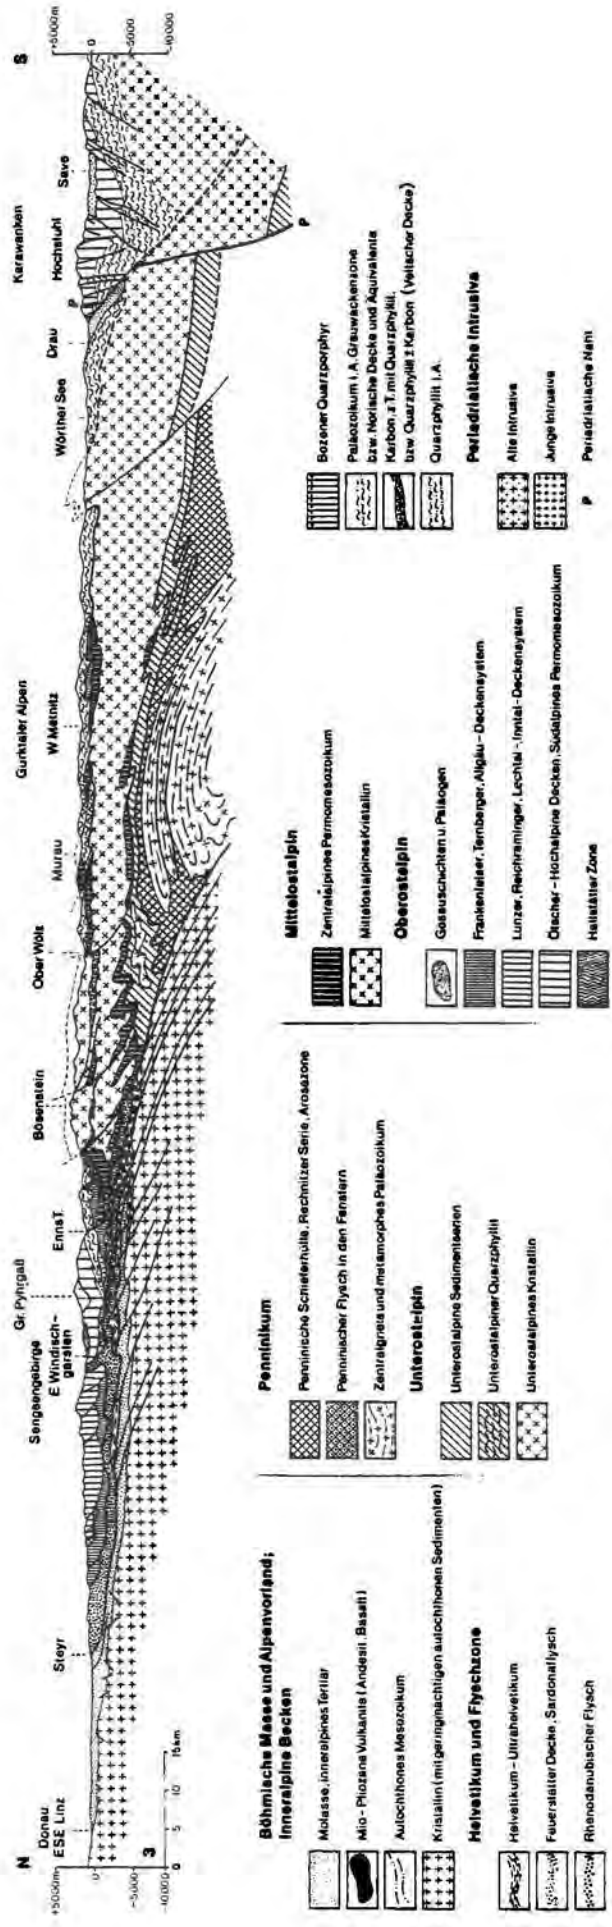 N
S
Donau
ESE Linz
Steyr
Sengsengebirge
E Windisch-
garsten
Gr. Pyhrgaß
Enns T.
Bösenstein
Ober Wölz
Murau
Gurktaler Alpen
W Metnitz
Wörther See
Drau
Karawanken
Hochstuhl
Save
P
P
+5000m
0
-5000
-10000
+5000m
0
-5000
-10000
3
0 5 10 15km
Böhmische Masse und Alpenvorland;
Inneralpine Becken
Molasse, inneralpines Tertiär
Mio-Pliozäne Vulkanite (Andesit, Basalt)
Autochthones Mesozoikum
Kristallin (mit geringmächtigen autochthonen Sedimenten)
Helvetikum und Flyschzone
Helvetikum - Ultrahelvetikum
Feuerstätter Decke, Sardonaflysch
Rhenodanubischer Flysch
Penninikum
Penninische Schieferhülle, Rechnitzer Serie, Arosazone
Penninischer Flysch in den Fenstern
Zentralgneis und metamorphes Paläozoikum
Unterostalpin
Unterostalpine Sedimentserien
Unterostalpiner Quarzphyllit
Unterostalpines Kristallin
Mittelostalpin
Zentralalpines Permomesozoikum
Mittelostalpines Kristallin
Oberostalpin
Gosauschichten u. Paläogen
Frankenfelser, Ternberger, Allgäu-Deckensystem
Lunzer, Reichraminger, Lechtal-, Inntal-Deckensystem
Ötscher-Hochalpine Decken, Südalpines Permomesozoikum
Hallstätter Zone
Bozener Quarzporphyr
Paläozoikum i. A. Grauwackenzone
bzw. Norische Decke und Äquivalente
Karbon, z.T. mit Quarzphyllit,
bzw. Quarzphyllit z Karbon (Veitscher Decke)
Quarzphyllit i. A.
Periadriatische Intrusiva
Alte Intrusiva
Junge Intrusiva
P Periadriatische Naht